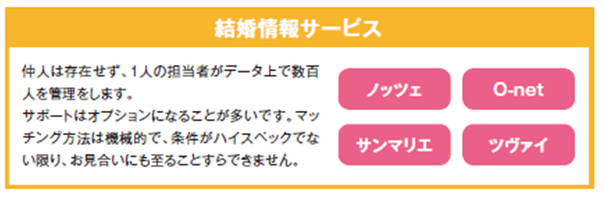 結婚情報サービス
仲人は存在せず、1人の担当者がデータ上で数百
人を管理をします。
サポートはオプションになることが多いです。マッ
チング方法は機械的で、条件がハイスペックでな
い限り、お見合いにも至ることすらできません。
ノッツェ
O-net
サンマリエ
ツヴァイ